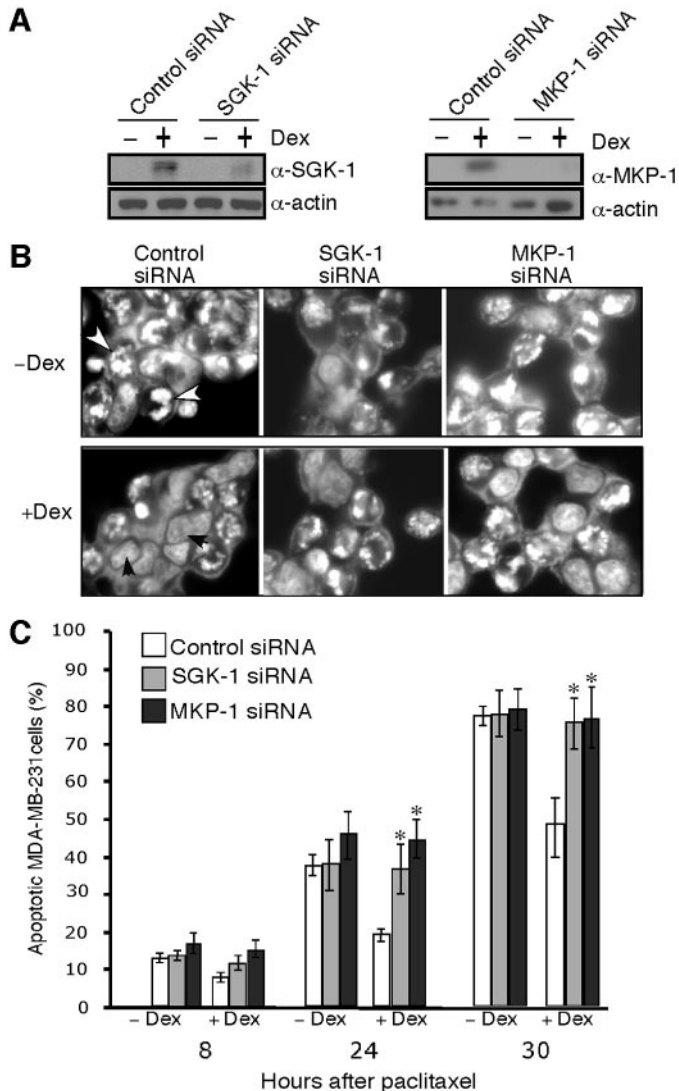 A
Control siRNA
SGK-1 siRNA
Control siRNA
MKP-1 siRNA
− + − + Dex
− + − + Dex
α-SGK-1
α-MKP-1
α-actin
α-actin
B
Control siRNA
SGK-1 siRNA
MKP-1 siRNA
−Dex
+Dex
C
Apoptotic MDA-MB-231cells (%)
100
90
80
70
60
50
40
30
20
10
0
Control siRNA
SGK-1 siRNA
MKP-1 siRNA
* *
* *
− Dex + Dex − Dex + Dex − Dex + Dex
8 24 30
Hours after paclitaxel